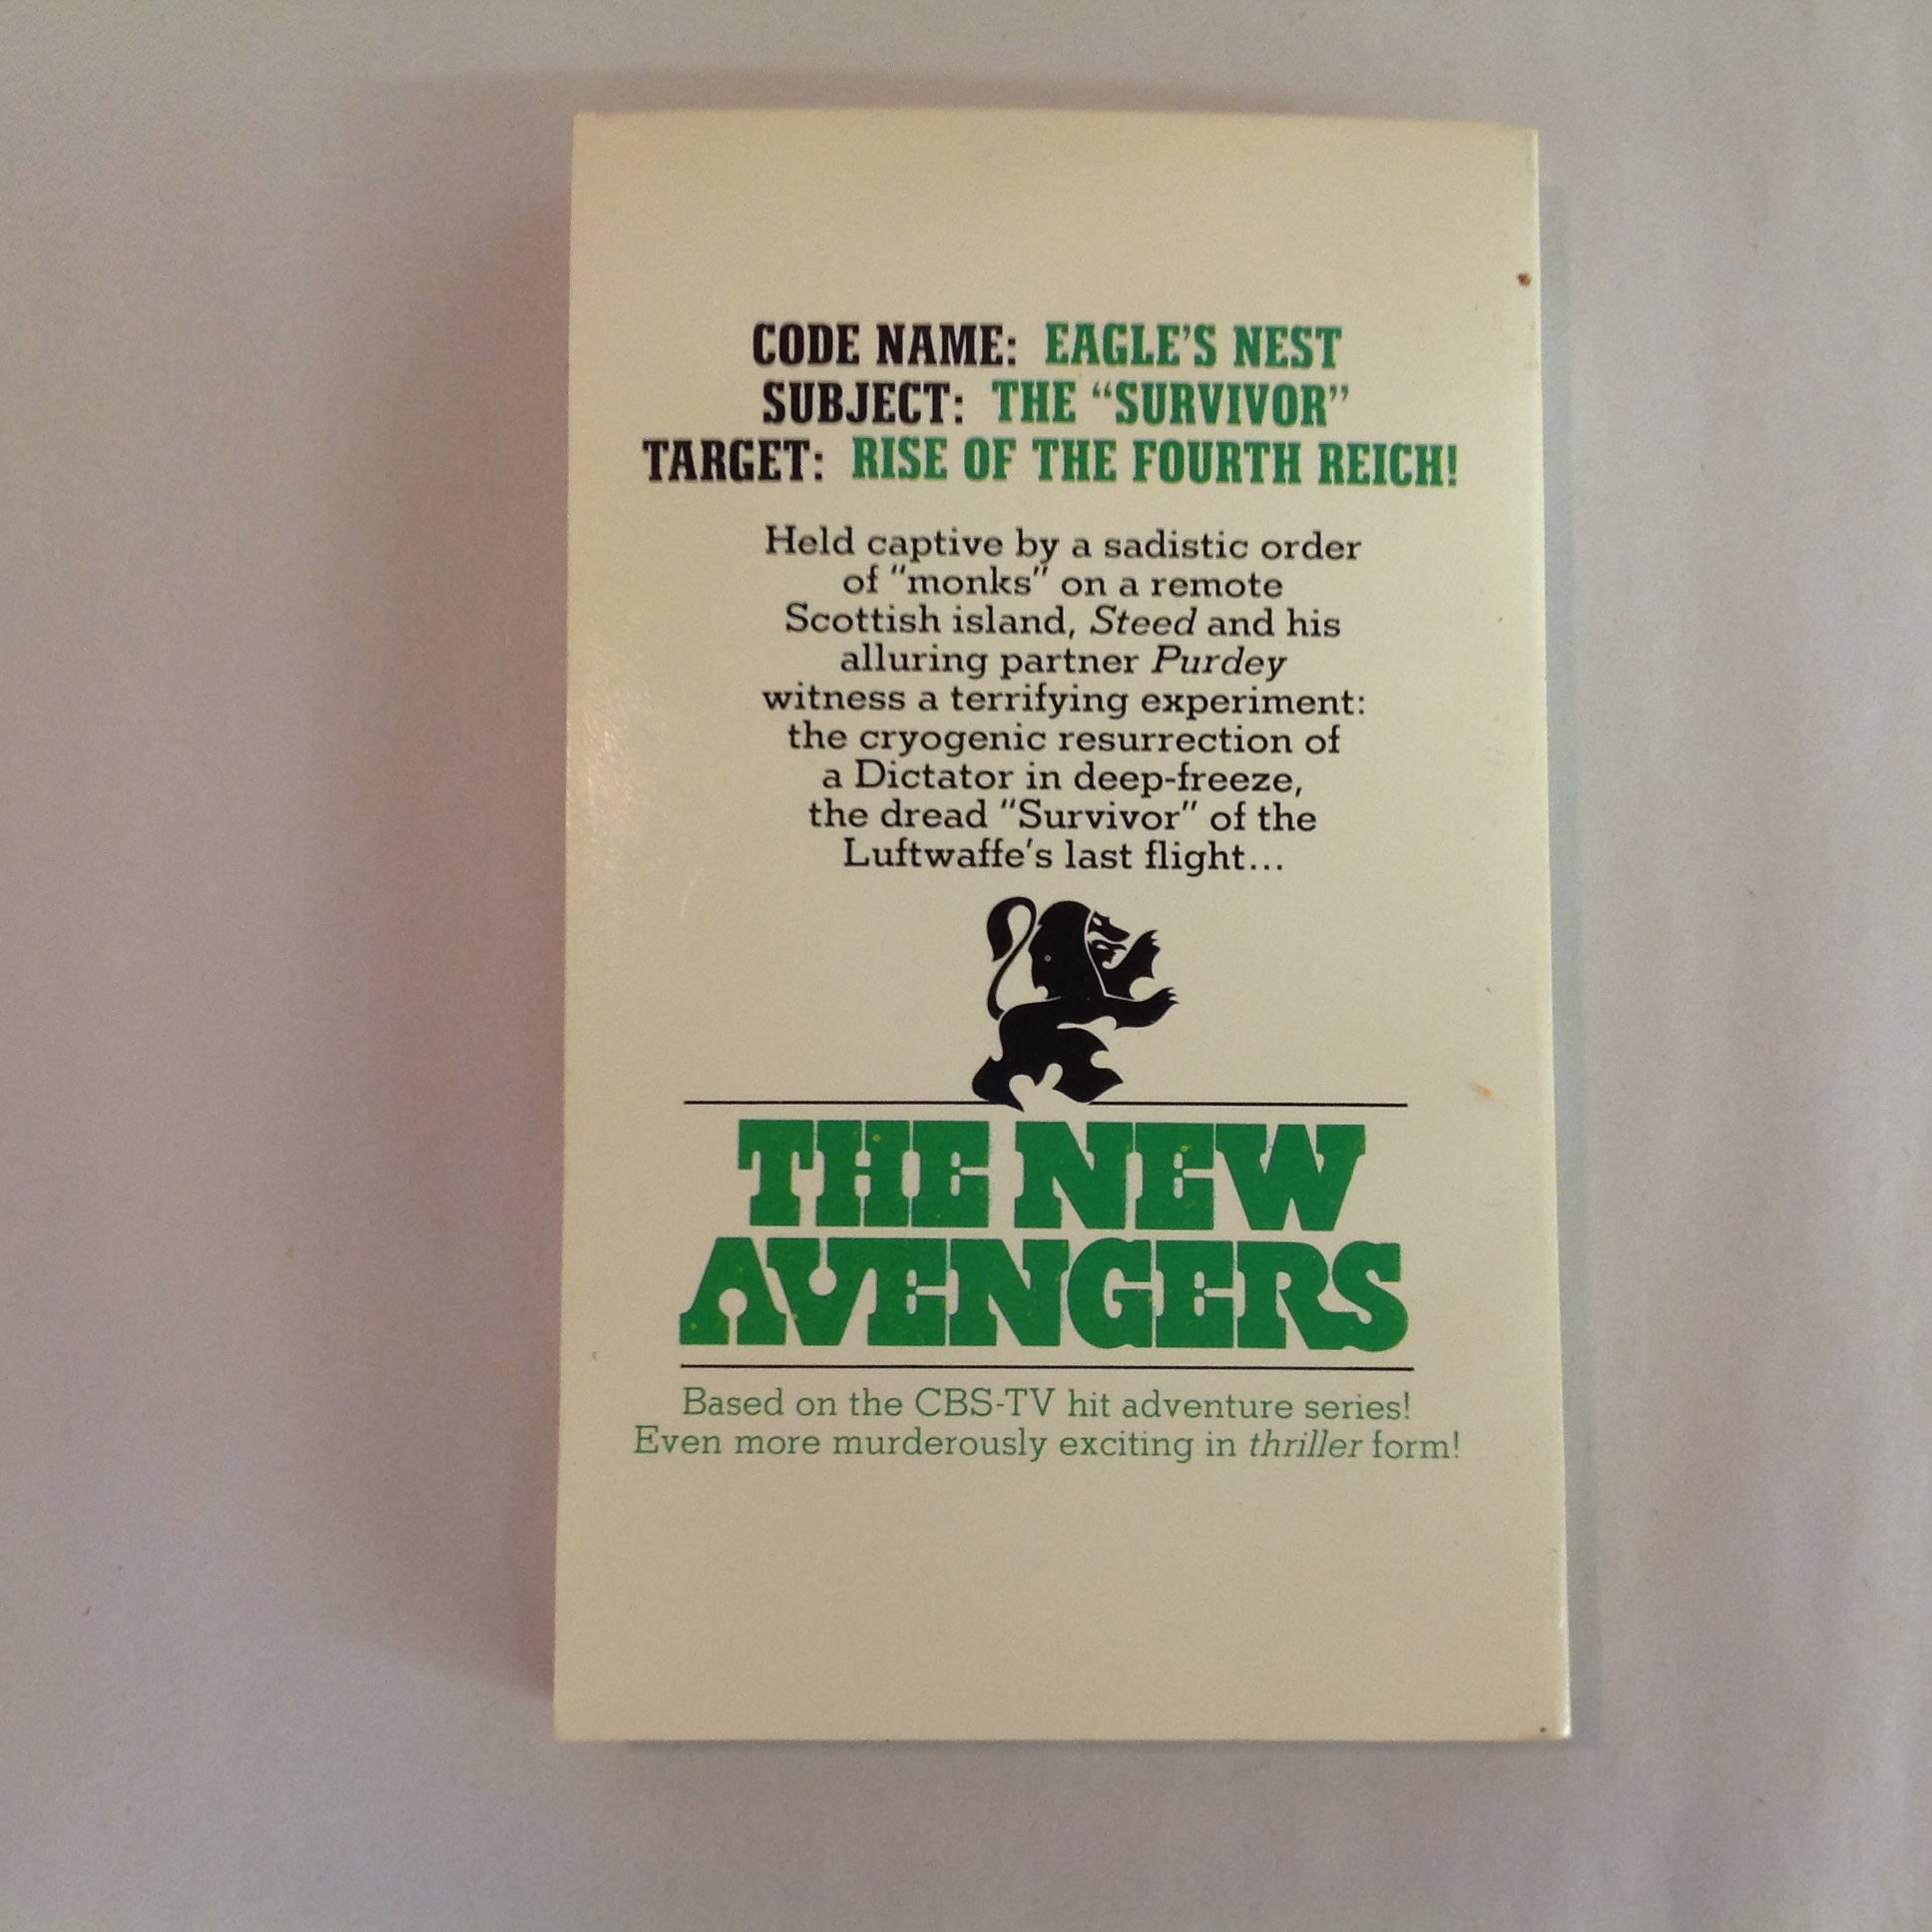 CODE NAME: EAGLE'S NEST
SUBJECT: THE “SURVIVOR”
TARGET: RISE OF THE FOURTH REICH!
Held captive by a sadistic order
of "monks" on a remote
Scottish island, Steed and his
alluring partner Purdey
witness a terrifying experiment:
the cryogenic resurrection of
a Dictator in deep-freeze,
the dread "Survivor" of the
Luftwaffe's last flight...
THE NEW
AVENGERS
Based on the CBS-TV hit adventure series!
Even more murderously exciting in thriller form!